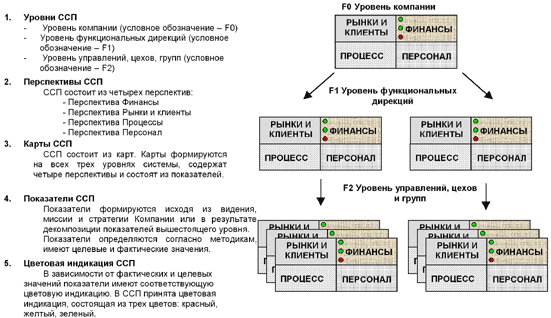 1. Уровни ССП
- Уровень компании (условное обозначение – F0)
- Уровень функциональных дирекций (условное
обозначение – F1)
- Уровень управлений, цехов, групп (условное
обозначение – F2)
2. Перспективы ССП
ССП состоит из четырех перспектив:
- Перспектива Финансы
- Перспектива Рынки и клиенты
- Перспектива Процессы
- Перспектива Персонал
3. Карты ССП
ССП состоит из карт. Карты формируются
на всех трех уровнях системы, содержат
четыре перспективы и состоят из показателей.
4. Показатели ССП
Показатели формируются исходя из видения,
миссии и стратегии Компании или в результате
декомпозиции показателей вышестоящего уровня.
Показатели определяются согласно методикам,
имеют целевые и фактические значения.
5. Цветовая индикация ССП
В зависимости от фактических и целевых
значений показатели имеют соответствующую
цветовую индикацию. В ССП принята цветовая
индикация, состоящая из трех цветов: красный,
желтый, зеленый.
F0 Уровень компании
РЫНКИ И
КЛИЕНТЫ
ФИНАНСЫ
ПРОЦЕСС
ПЕРСОНАЛ
F1 Уровень функциональных
дирекций
РЫНКИ И
КЛИЕНТЫ
ФИНАНСЫ
ПРОЦЕСС
ПЕРСОНАЛ
РЫНКИ И
КЛИЕНТЫ
ФИНАНСЫ
ПРОЦЕСС
ПЕРСОНАЛ
F2 Уровень управлений, цехов
и групп
РЫНКИ И
КЛИЕНТЫ
ФИНАНСЫ
ПРОЦЕСС
ПЕРСОНАЛ
РЫНКИ И
КЛИЕНТЫ
ФИНАНСЫ
ПРОЦЕСС
ПЕРСОНАЛ